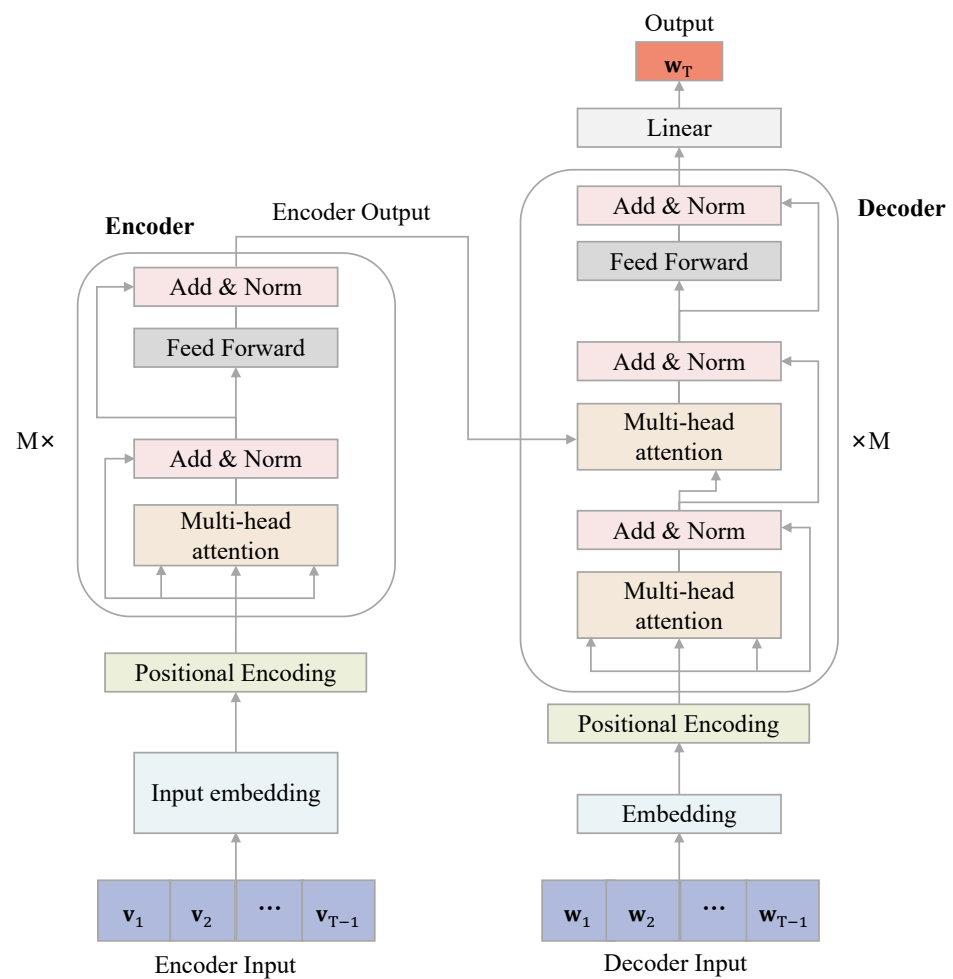 Output
w_T
Linear
Decoder
Add & Norm
Feed Forward
Add & Norm
Multi-head
attention
×M
Add & Norm
Multi-head
attention
Positional Encoding
Embedding
w_1 w_2 ⋯ w_{T−1}
Decoder Input
Encoder Output
Encoder
Add & Norm
Feed Forward
M×
Add & Norm
Multi-head
attention
Positional Encoding
Input embedding
v_1 v_2 ⋯ v_{T−1}
Encoder Input